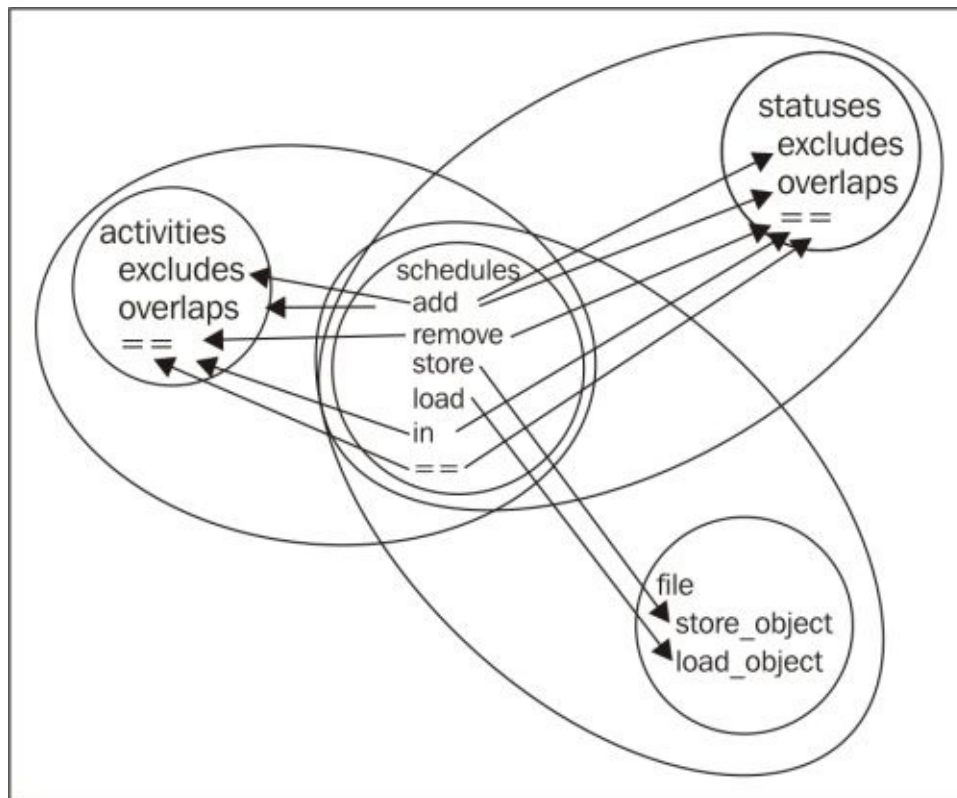 statuses
excludes
overlaps
==
activities
excludes
overlaps
==
schedules
add
remove
store
load
in
==
file
store_object
load_object